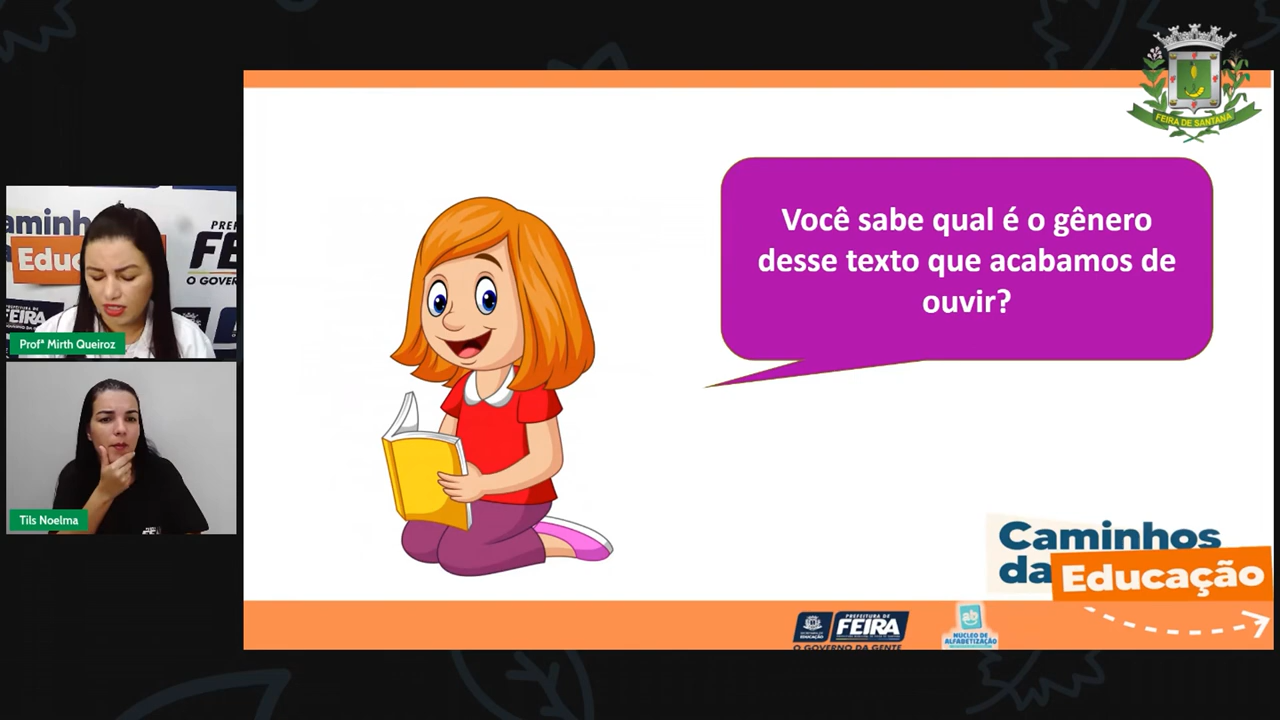 FEIRA DE SANTANA
Você sabe qual é o gênero
desse texto que acabamos de
ouvir?
Profª Mirth Queiroz
Tils Noelma
Caminhos
da Educação
PREFEITURA DE
FEIRA
O GOVERNO DA GENTE
NÚCLEO DE
ALFABETIZAÇÃO